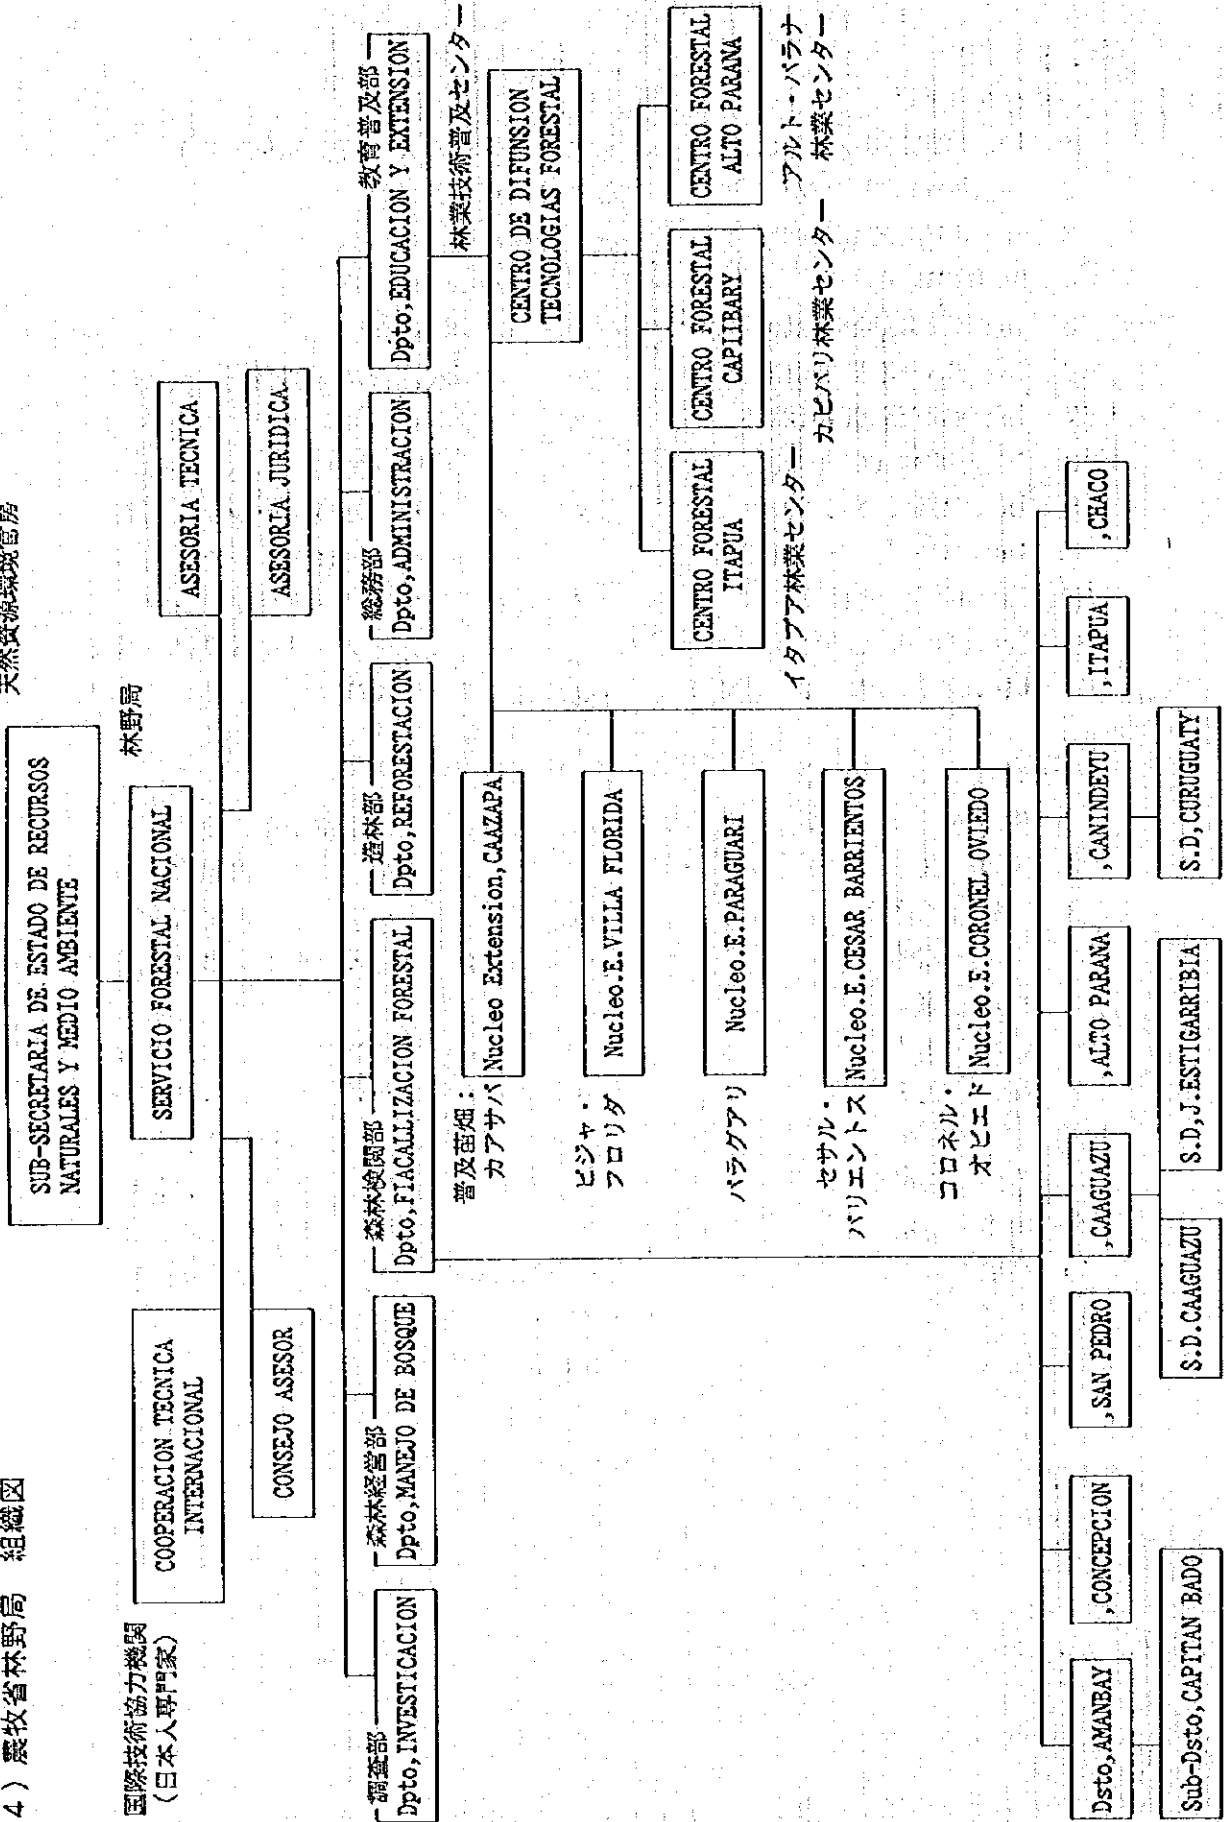 4）農牧省林野局　組織図
天然資源環境官房
SUB-SECRETARIA DE ESTADO DE RECURSOS
NATURALES Y MEDIO AMBIENTE
林野局
SERVICIO FORESTAL NACIONAL
国際技術協力機関
（日本人専門家）
COOPERACION TECNICA
INTERNACIONAL
ASESORIA TECNICA
CONSEJO ASESOR
ASESORIA JURIDICA
調査部
Dpto,INVESTICACION
森林経営部
Dpto,MANEJO DE BOSQUE
森林検関部
Dpto,FIACALLIZACION FORESTAL
造林部
Dpto,REFORESTACION
総務部
Dpto,ADMINISTRACION
教育普及部
Dpto,EDUCACION Y EXTENSION
林業技術普及センター
CENTRO DE DIFUNSION
TECNOLOGIAS FORESTAL
普及苗畑：
カアサパ
Nucleo Extension,CAAZAPA
ビジャ・
フロリダ
Nucleo.E.VILLA FLORIDA
パラグアリ
Nucleo.E.PARAGUARI
セサル・
バリエントス
Nucleo.E.CESAR BARRIENTOS
コロネル・
オビエド
Nucleo.E.CORONEL OVIEDO
CENTRO FORESTAL
ITAPUA
CENTRO FORESTAL
CAPIIBARY
CENTRO FORESTAL
ALTO PARANA
イタプア林業センター
カピバリ林業センター
アルト・パラナ
林業センター
Dsto,AMANBAY
,CONCEPCION
,SAN PEDRO
,CAAGUAZU
,ALTO PARANA
,CANINDEYU
,ITAPUA
,CHACO
Sub-Dsto,CAPITAN BADO
S.D.CAAGUAZU
S.D,J.ESTIGARRIBIA
S.D,CURUGUATY